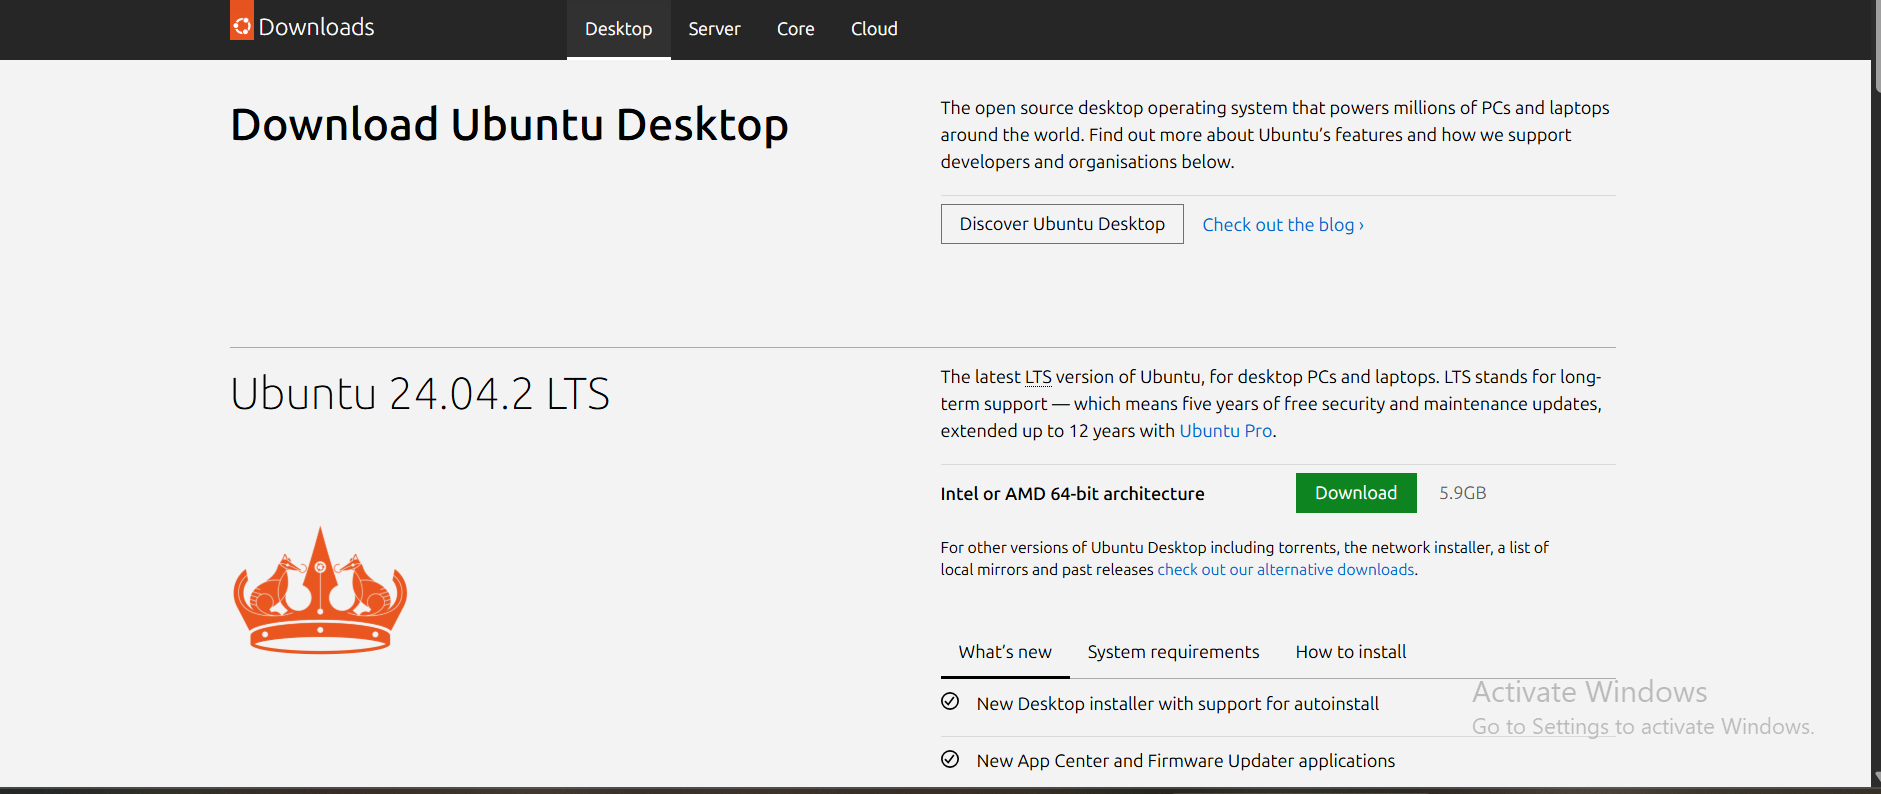 Downloads
Desktop
Server
Core
Cloud
Download Ubuntu Desktop
The open source desktop operating system that powers millions of PCs and laptops
around the world. Find out more about Ubuntu’s features and how we support
developers and organisations below.
Discover Ubuntu Desktop
Check out the blog ›
Ubuntu 24.04.2 LTS
The latest LTS version of Ubuntu, for desktop PCs and laptops. LTS stands for long-
term support — which means five years of free security and maintenance updates,
extended up to 12 years with Ubuntu Pro.
Intel or AMD 64-bit architecture
Download
5.9GB
For other versions of Ubuntu Desktop including torrents, the network installer, a list of
local mirrors and past releases check out our alternative downloads.
What’s new
System requirements
How to install
New Desktop installer with support for autoinstall
New App Center and Firmware Updater applications
Activate Windows
Go to Settings to activate Windows.